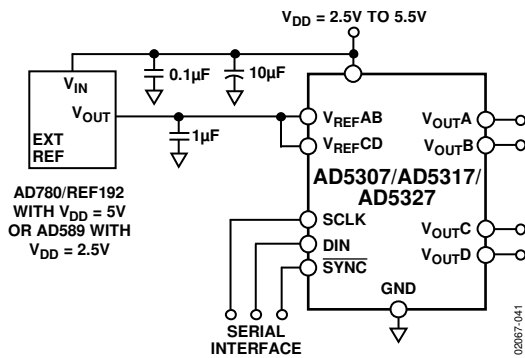 VDD = 2.5V TO 5.5V
0.1µF
10µF
VIN
VOUT
EXT
REF
1µF
AD780/REF192
WITH VDD = 5V
OR AD589 WITH
VDD = 2.5V
VREFAB
VREFCD
VOUTA
VOUTB
AD5307/AD5317/
AD5327
SCLK
DIN
SYNC
VOUTC
VOUTD
GND
SERIAL
INTERFACE
02067-041